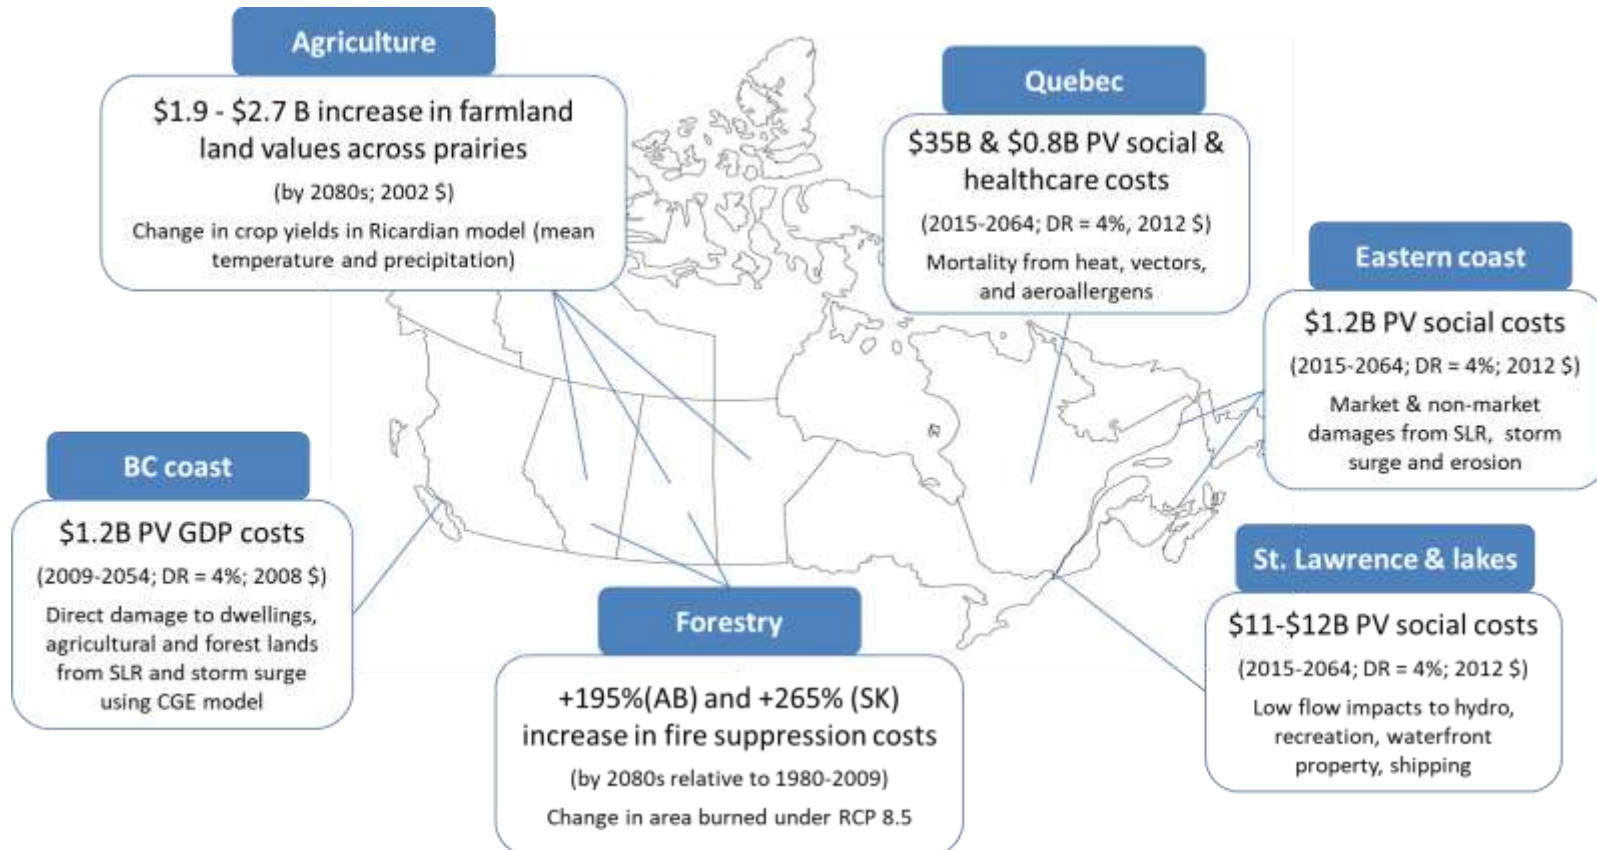 Agriculture
$1.9 - $2.7 B increase in farmland
land values across prairies
(by 2080s; 2002 $)
Change in crop yields in Ricardian model (mean
temperature and precipitation)
Quebec
$35B & $0.8B PV social &
healthcare costs
(2015-2064; DR = 4%, 2012 $)
Mortality from heat, vectors,
and aeroallergens
Eastern coast
$1.2B PV social costs
(2015-2064; DR = 4%; 2012 $)
Market & non-market
damages from SLR, storm
surge and erosion
BC coast
$1.2B PV GDP costs
(2009-2054; DR = 4%; 2008 $)
Direct damage to dwellings,
agricultural and forest lands
from SLR and storm surge
using CGE model
Forestry
+195%(AB) and +265% (SK)
increase in fire suppression costs
(by 2080s relative to 1980-2009)
Change in area burned under RCP 8.5
St. Lawrence & lakes
$11-$12B PV social costs
(2015-2064; DR = 4%; 2012 $)
Low flow impacts to hydro,
recreation, waterfront
property, shipping